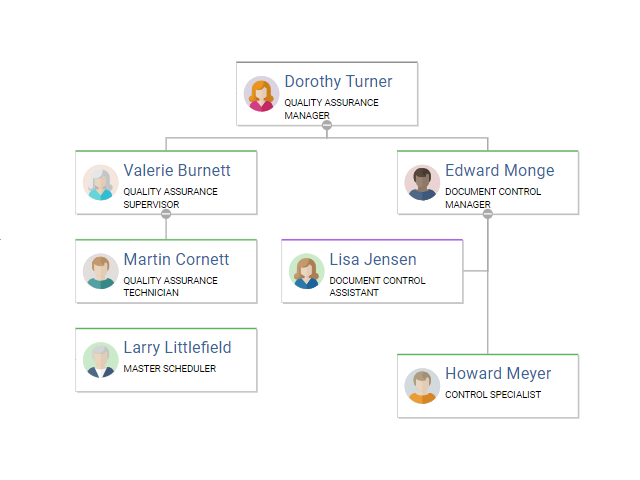 Dorothy Turner
QUALITY ASSURANCE
MANAGER
Valerie Burnett
QUALITY ASSURANCE
SUPERVISOR
Edward Monge
DOCUMENT CONTROL
MANAGER
Martin Cornett
QUALITY ASSURANCE
TECHNICIAN
Lisa Jensen
DOCUMENT CONTROL
ASSISTANT
Larry Littlefield
MASTER SCHEDULER
Howard Meyer
CONTROL SPECIALIST